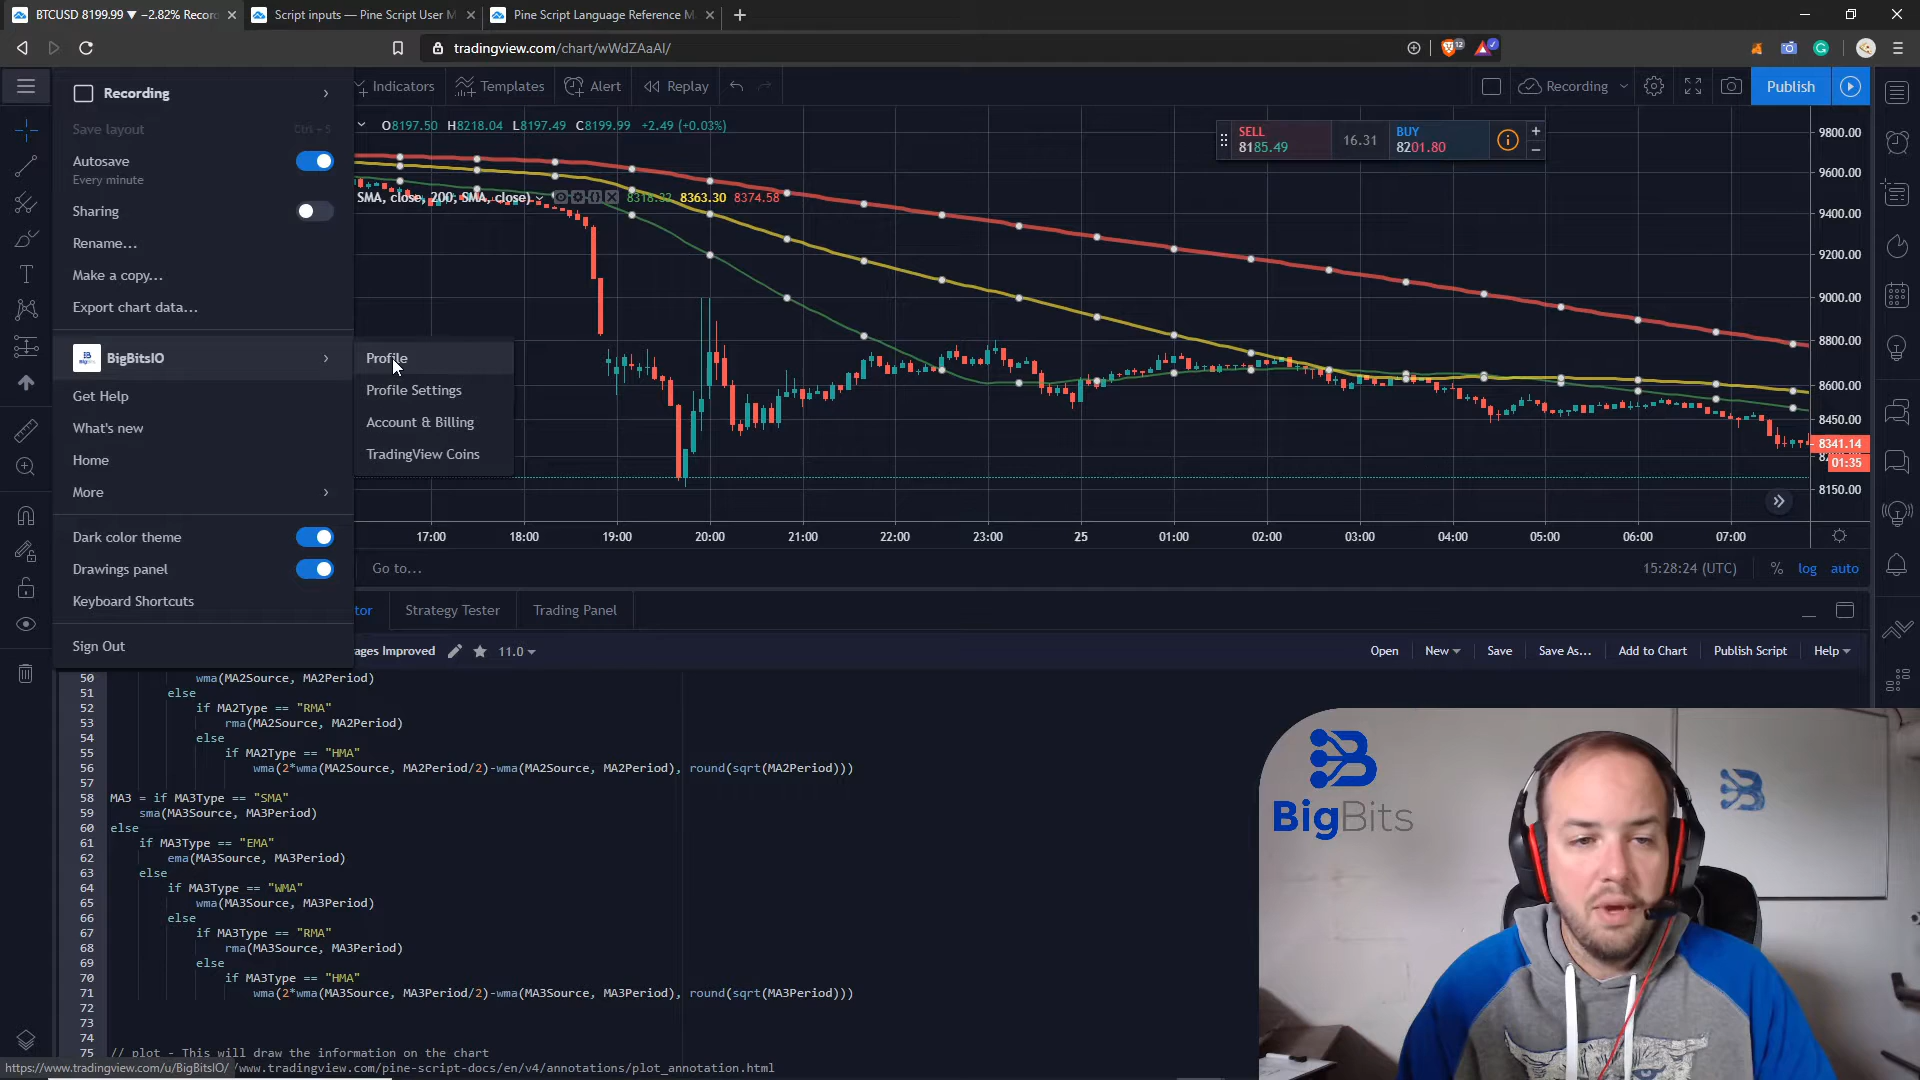 BTCUSD 8199.99 ▼ −2.82% Recor
Script inputs — Pine Script User M
Pine Script Language Reference M
tradingview.com/chart/wWdZAaAl/
12
Recording
Indicators
Templates
Alert
Replay
Recording
Publish
Save layout
Ctrl + S
Autosave
Every minute
Sharing
Rename...
Make a copy...
Export chart data...
BigBitsIO
Get Help
What's new
Home
More
Dark color theme
Drawings panel
Keyboard Shortcuts
Sign Out
Profile
Profile Settings
Account & Billing
TradingView Coins
O8197.50 H8218.04 L8197.49 C8199.99 +2.49 (+0.03%)
SMA, close, 200, SMA, close)
8318.32 8363.30 8374.58
SELL
8185.49
16.31
BUY
8201.80
9800.00
9600.00
9400.00
9200.00
9000.00
8800.00
8600.00
8450.00
8341.14
01:35
8150.00
17:00 18:00 19:00 20:00 21:00 22:00 23:00 25 01:00 02:00 03:00 04:00 05:00 06:00 07:00
Go to...
15:28:24 (UTC)
%
log
auto
tor
Strategy Tester
Trading Panel
ages Improved
11.0
Open
New
Save
Save As...
Add to Chart
Publish Script
Help
50 wma(MA2Source, MA2Period)
51 else
52 if MA2Type == "RMA"
53 rma(MA2Source, MA2Period)
54 else
55 if MA2Type == "HMA"
56 wma(2*wma(MA2Source, MA2Period/2)-wma(MA2Source, MA2Period), round(sqrt(MA2Period)))
57
58 MA3 = if MA3Type == "SMA"
59 sma(MA3Source, MA3Period)
60 else
61 if MA3Type == "EMA"
62 ema(MA3Source, MA3Period)
63 else
64 if MA3Type == "WMA"
65 wma(MA3Source, MA3Period)
66 else
67 if MA3Type == "RMA"
68 rma(MA3Source, MA3Period)
69 else
70 if MA3Type == "HMA"
71 wma(2*wma(MA3Source, MA3Period/2)-wma(MA3Source, MA3Period), round(sqrt(MA3Period)))
72
73
74
75 // plot - This will draw the information on the chart
https://www.tradingview.com/u/BigBitsIO/
/www.tradingview.com/pine-script-docs/en/v4/annotations/plot_annotation.html
BigBits